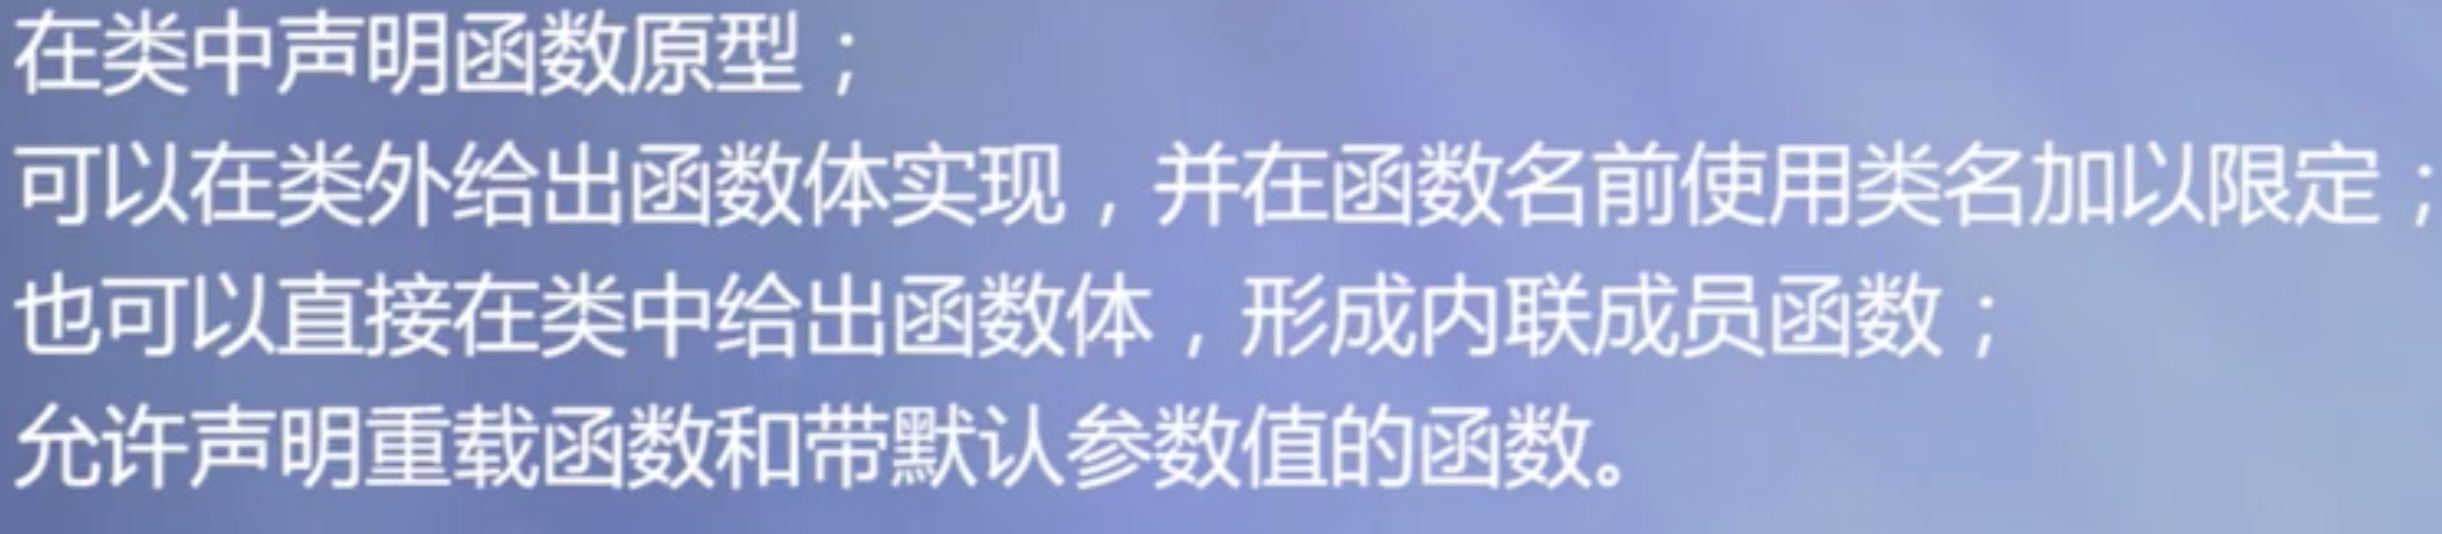 在类中声明函数原型；
可以在类外给出函数体实现，并在函数名前使用类名加以限定；
也可以直接在类中给出函数体，形成内联成员函数；
允许声明重载函数和带默认参数值的函数。